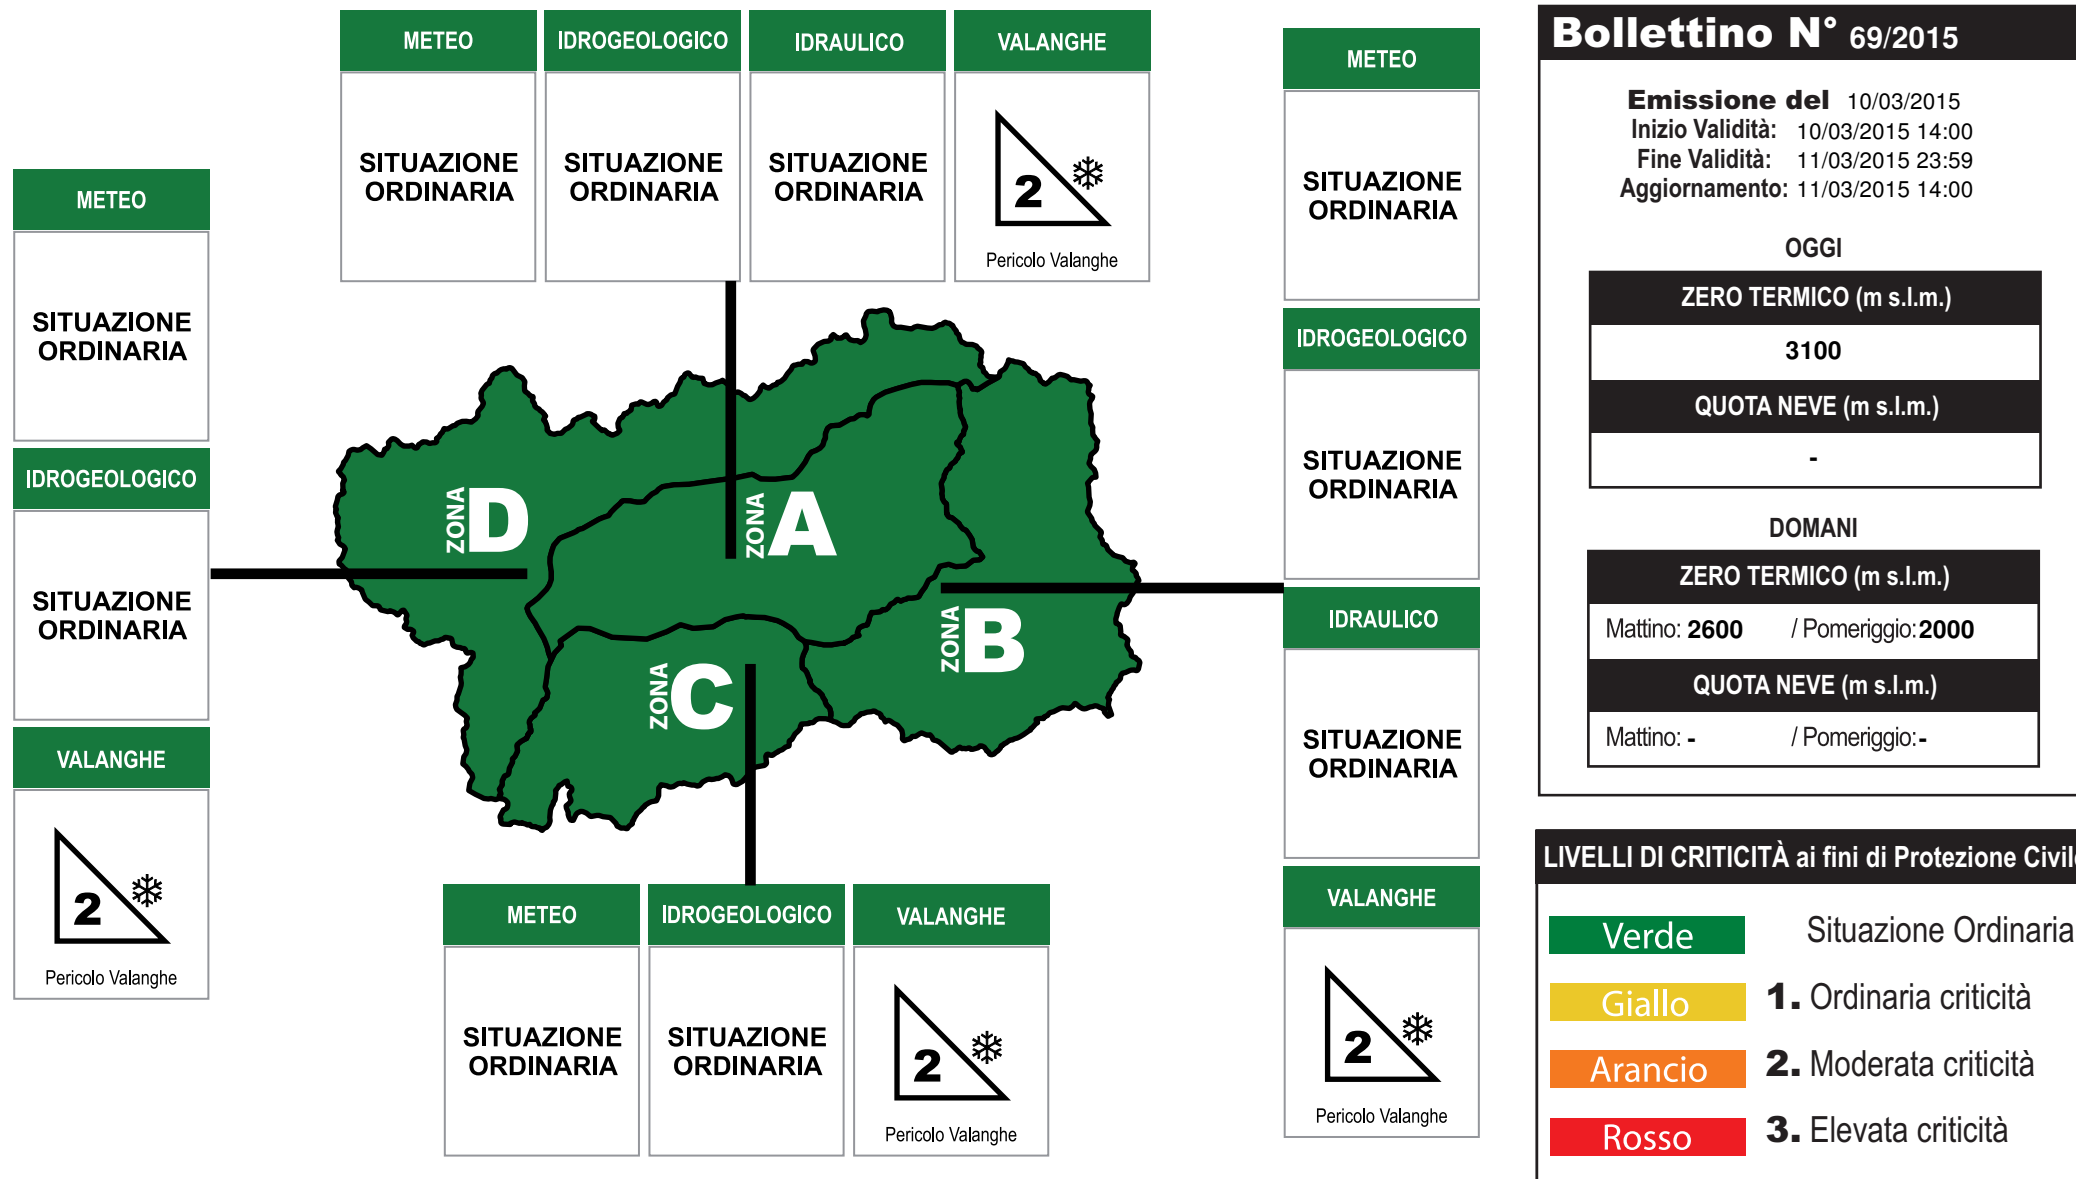 METEO
IDROGEOLOGICO
IDRAULICO
VALANGHE
SITUAZIONE
ORDINARIA
SITUAZIONE
ORDINARIA
SITUAZIONE
ORDINARIA
2
Pericolo Valanghe
METEO
SITUAZIONE
ORDINARIA
IDROGEOLOGICO
SITUAZIONE
ORDINARIA
VALANGHE
2
Pericolo Valanghe
ZONA D
ZONA A
ZONA B
ZONA C
METEO
IDROGEOLOGICO
VALANGHE
SITUAZIONE
ORDINARIA
SITUAZIONE
ORDINARIA
2
Pericolo Valanghe
METEO
SITUAZIONE
ORDINARIA
IDROGEOLOGICO
SITUAZIONE
ORDINARIA
IDRAULICO
SITUAZIONE
ORDINARIA
VALANGHE
2
Pericolo Valanghe
Bollettino N° 69/2015
Emissione del 10/03/2015
Inizio Validità: 10/03/2015 14:00
Fine Validità: 11/03/2015 23:59
Aggiornamento: 11/03/2015 14:00
OGGI
ZERO TERMICO (m s.l.m.)
3100
QUOTA NEVE (m s.l.m.)
-
DOMANI
ZERO TERMICO (m s.l.m.)
Mattino: 2600 / Pomeriggio: 2000
QUOTA NEVE (m s.l.m.)
Mattino: - / Pomeriggio: -
LIVELLI DI CRITICITÀ ai fini di Protezione Civile
Verde Situazione Ordinaria
Giallo 1. Ordinaria criticità
Arancio 2. Moderata criticità
Rosso 3. Elevata criticità